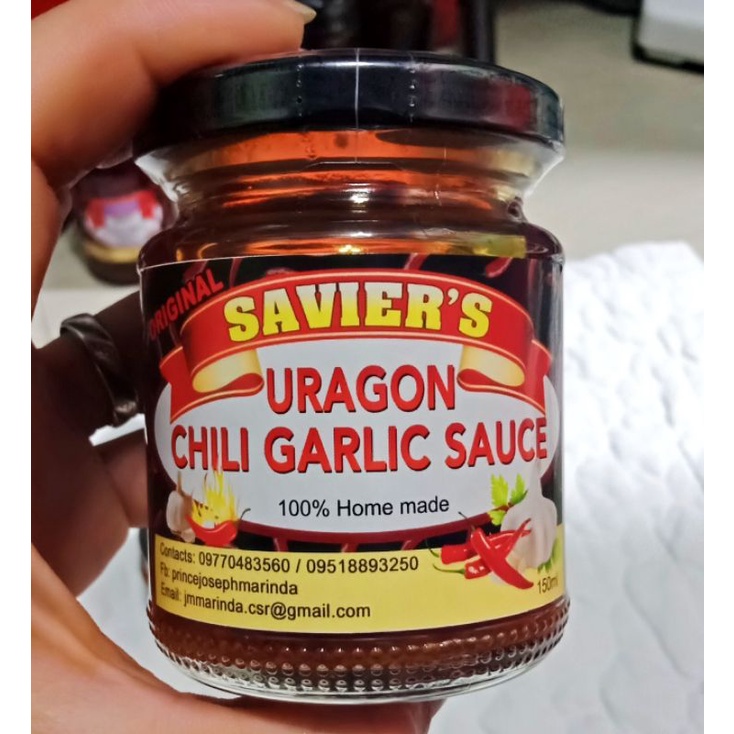 ORIGINAL
SAVIER'S
URAGON
CHILI GARLIC SAUCE
100% Home made
Contacts: 09770483560 / 09518893250
Fb: princejosephmarinda
Email: jmmarinda.csr@gmail.com
150ml